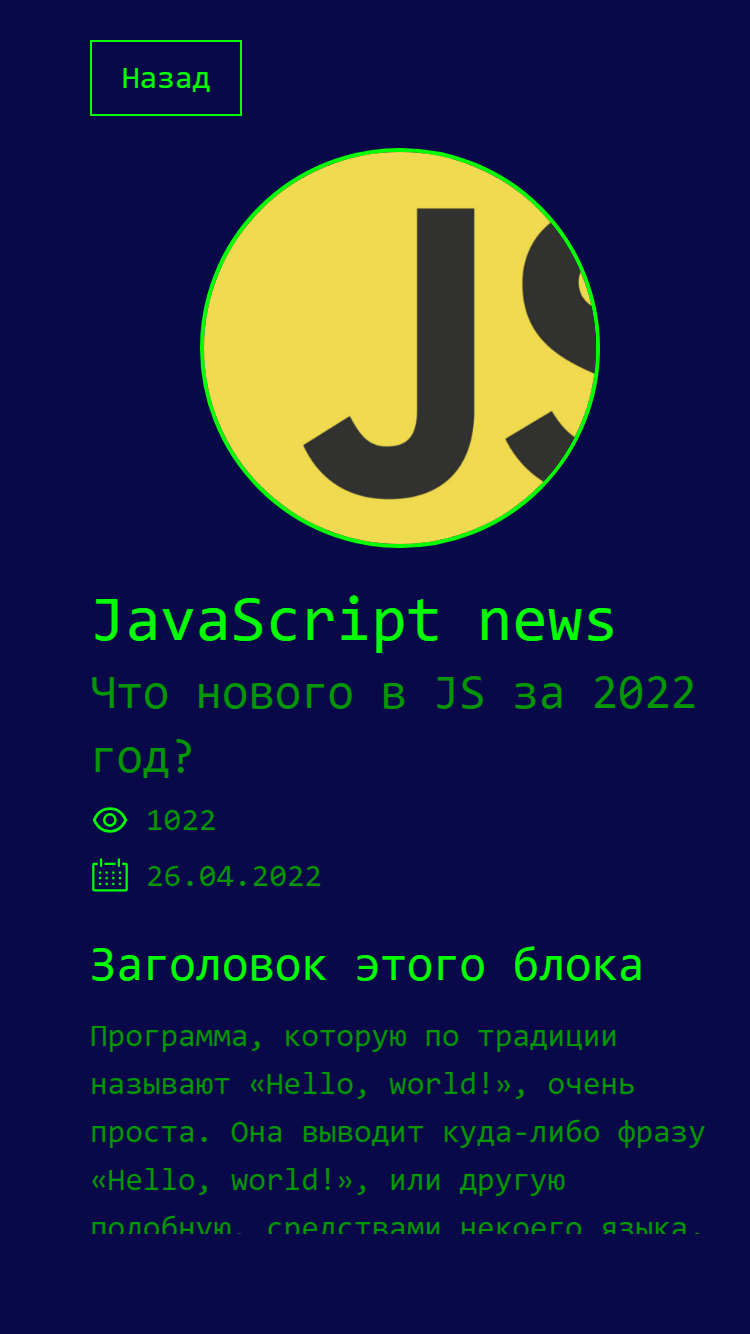 Назад
JS
JavaScript news
Что нового в JS за 2022
год?
1022
26.04.2022
Заголовок этого блока
Программа, которую по традиции
называют «Hello, world!», очень
проста. Она выводит куда-либо фразу
«Hello, world!», или другую
подобную, средствами некоего языка.